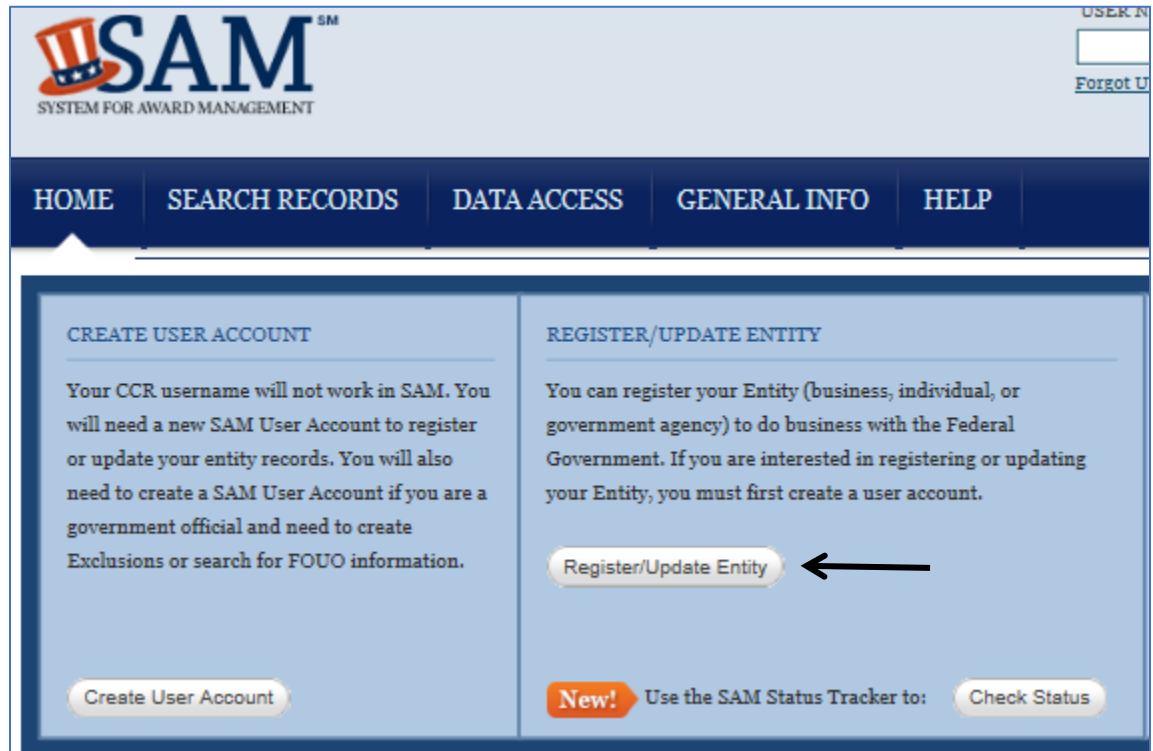 SAM SM
SYSTEM FOR AWARD MANAGEMENT
USER N
Forgot U
HOME SEARCH RECORDS DATA ACCESS GENERAL INFO HELP
CREATE USER ACCOUNT
Your CCR username will not work in SAM. You
will need a new SAM User Account to register
or update your entity records. You will also
need to create a SAM User Account if you are a
government official and need to create
Exclusions or search for FOUO information.
Create User Account
REGISTER/UPDATE ENTITY
You can register your Entity (business, individual, or
government agency) to do business with the Federal
Government. If you are interested in registering or updating
your Entity, you must first create a user account.
Register/Update Entity
New! Use the SAM Status Tracker to: Check Status